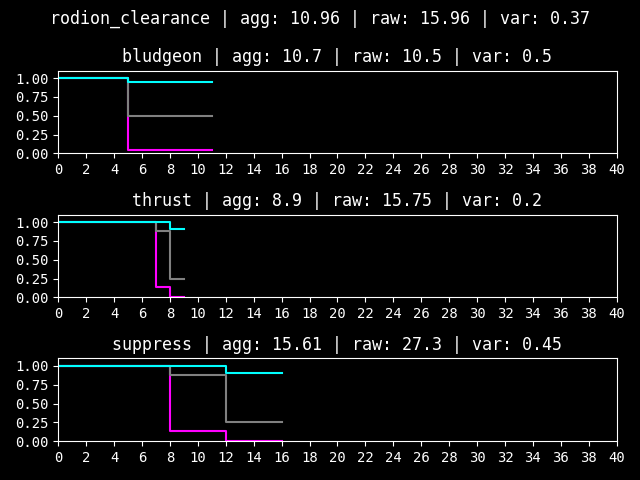 rodion_clearance | agg: 10.96 | raw: 15.96 | var: 0.37
bludgeon | agg: 10.7 | raw: 10.5 | var: 0.5
1.00
0.75
0.50
0.25
0.00
0 2 4 6 8 10 12 14 16 18 20 22 24 26 28 30 32 34 36 38 40
thrust | agg: 8.9 | raw: 15.75 | var: 0.2
1.00
0.75
0.50
0.25
0.00
0 2 4 6 8 10 12 14 16 18 20 22 24 26 28 30 32 34 36 38 40
suppress | agg: 15.61 | raw: 27.3 | var: 0.45
1.00
0.75
0.50
0.25
0.00
0 2 4 6 8 10 12 14 16 18 20 22 24 26 28 30 32 34 36 38 40